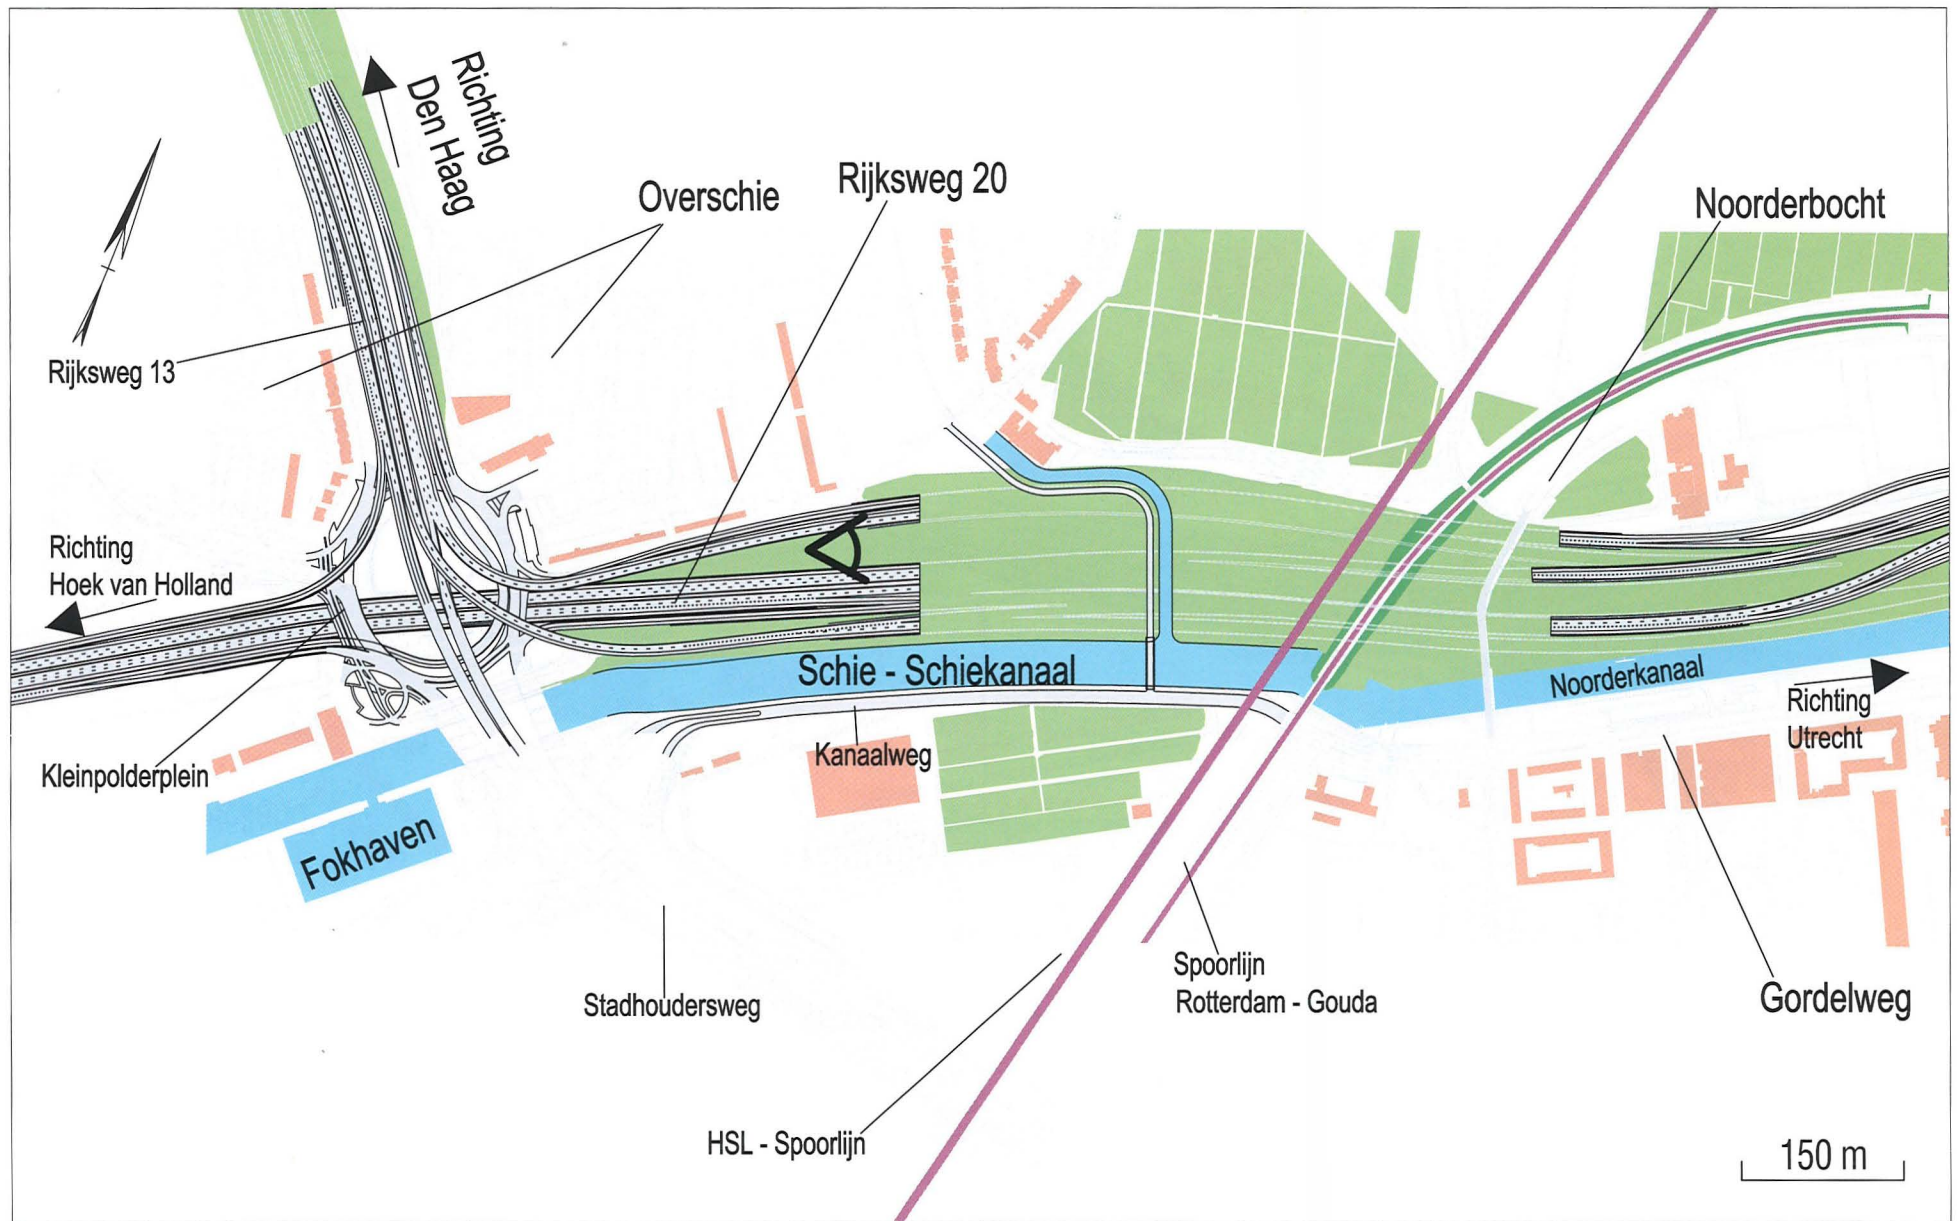 Richting
Den Haag
Overschie
Rijksweg 20
Noorderbocht
Rijksweg 13
Richting
Hoek van Holland
Schie - Schiekanaal
Noorderkanaal
Richting
Utrecht
Kanaalweg
Kleinpolderplein
Fokhaven
Spoorlijn
Rotterdam - Gouda
Stadhoudersweg
Gordelweg
HSL - Spoorlijn
150 m